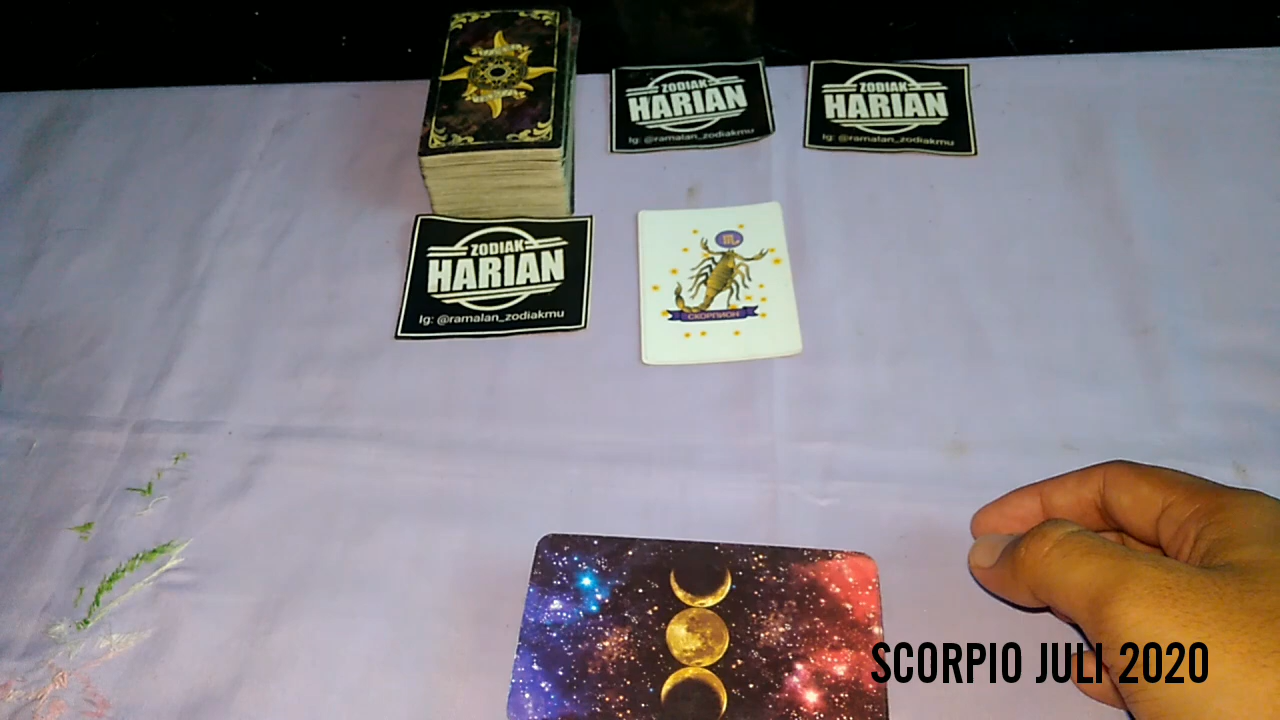 ZODIAK
HARIAN
Ig: @ramalan_zodiakmu
ZODIAK
HARIAN
Ig: @ramalan_zodiakmu
ZODIAK
HARIAN
Ig: @ramalan_zodiakmu
СКОРПИОН
SCORPIO JULI 2020